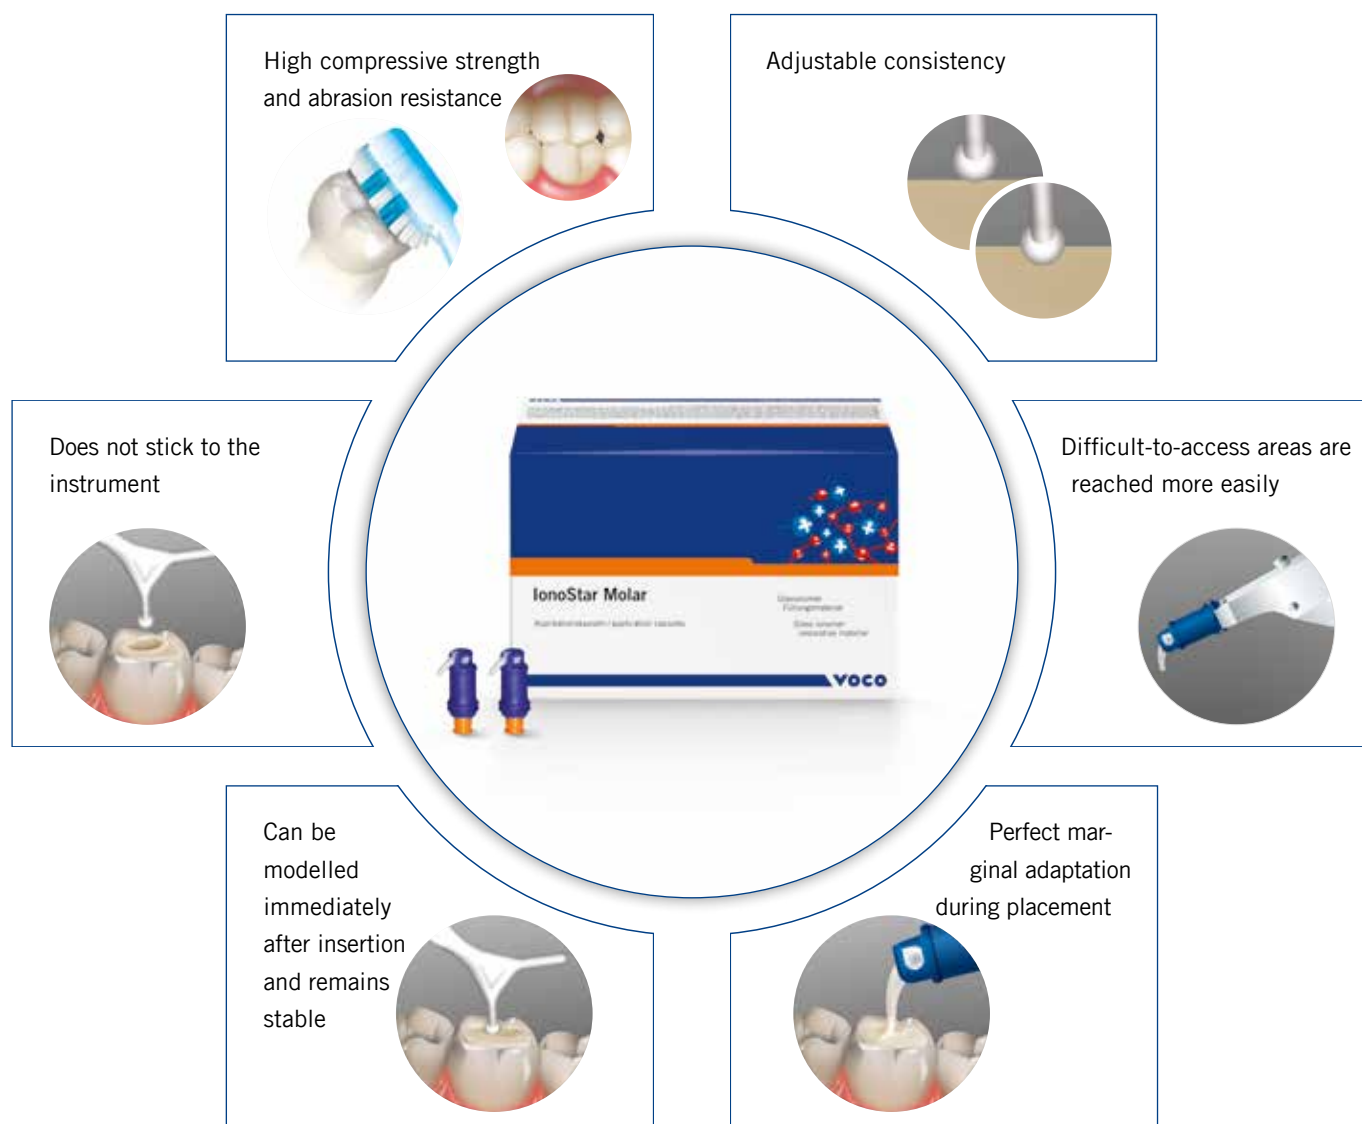 High compressive strength
and abrasion resistance
Adjustable consistency
Does not stick to the
instrument
Difficult-to-access areas are
reached more easily
IonoStar Molar
VOCO
Can be
modelled
immediately
after insertion
and remains
stable
Perfect mar-
ginal adaptation
during placement